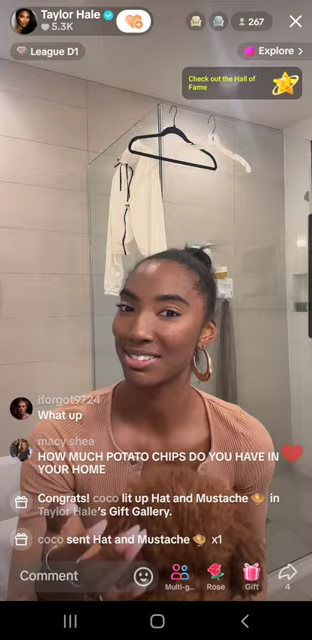 Taylor Hale
5.3K
267
League D1
Explore >
Check out the Hall of
Fame
iforgot9724
What up
macy shea
HOW MUCH POTATO CHIPS DO YOU HAVE IN
YOUR HOME
Congrats! coco lit up Hat and Mustache in
Taylor Hale's Gift Gallery.
coco sent Hat and Mustache x1
Comment
Multi-g...
Rose
Gift
4